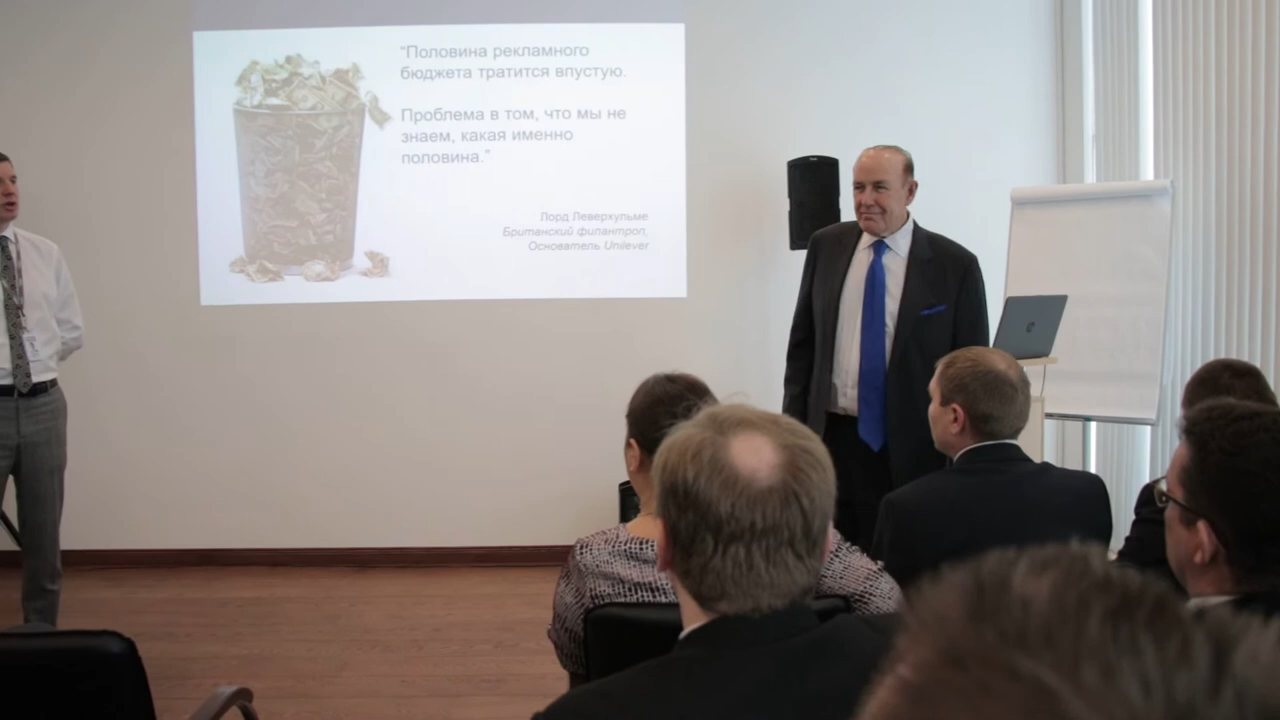 “Половина рекламного
бюджета тратится впустую.
Проблема в том, что мы не
знаем, какая именно
половина.”
Лорд Леверхульме
Британский филантроп,
Основатель Unilever